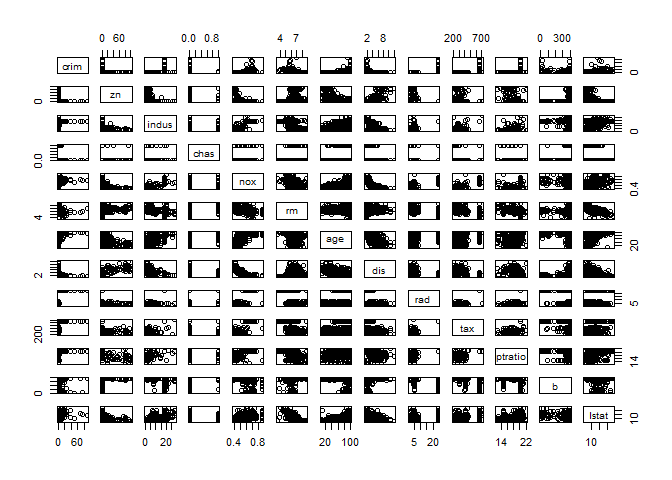 0 60 0.0 0.8 4 7 2 8 200 700 0 300
crim 0
0 zn
indus 0
0.0 chas
nox 0.4
4 rm
age 20
2 dis
rad 5
200 tax
ptratio 14
0 b
lstat 10
0 60 0 20 0.4 0.8 20 100 5 20 14 22 10